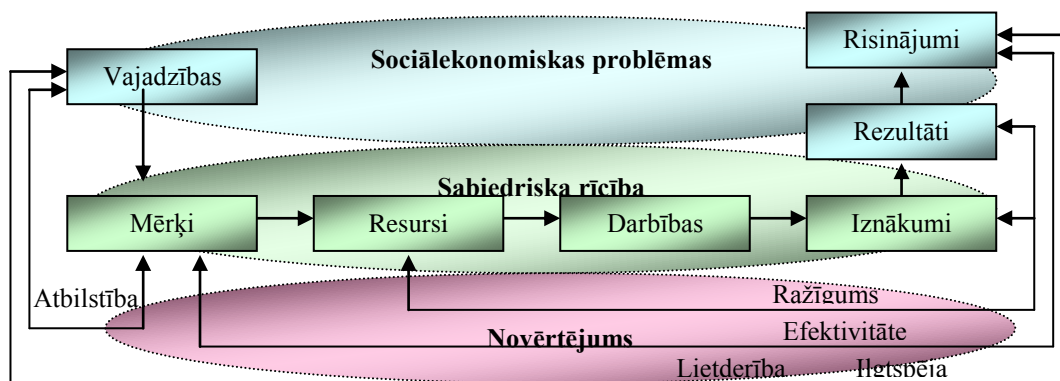 Risinājumi
Sociālekonomiskas problēmas
Vajadzības
Rezultāti
Sabiedriska rīcība
Mērķi
Resursi
Darbības
Iznākumi
Atbilstība
Ražīgums
Novērtējums
Efektivitāte
Lietderība
Ilgtspēja